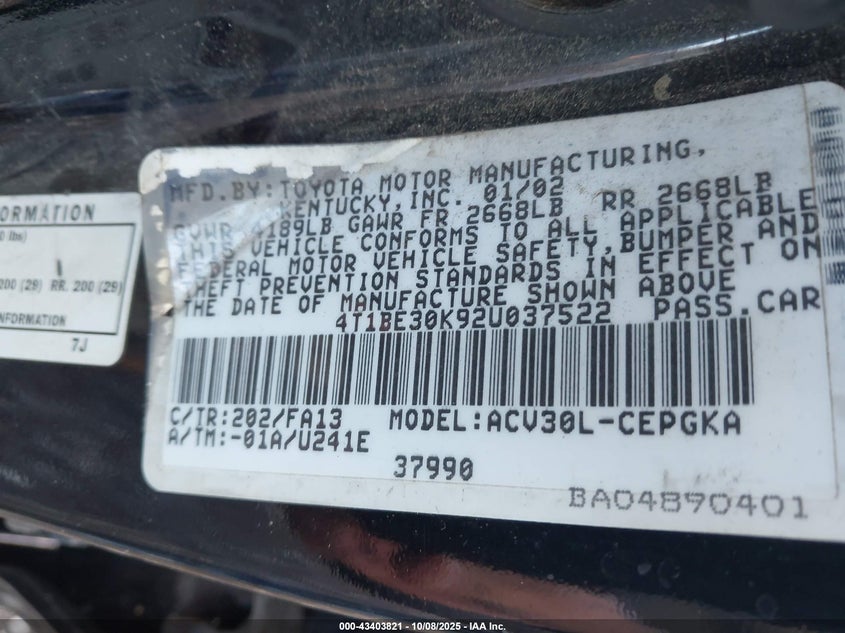 MFD.BY:TOYOTA MOTOR MANUFACTURING,
KENTUCKY,INC. 01/02
GVWR 4189LB GAWR FR 2668LB RR 2668LB
THIS VEHICLE CONFORMS TO ALL APPLICABLE
FEDERAL MOTOR VEHICLE SAFETY,BUMPER AND
THEFT PREVENTION STANDARDS IN EFFECT ON
THE DATE OF MANUFACTURE SHOWN ABOVE
4T1BE30K92U037522 PASS.CAR
C/TR:202/FA13 MODEL:ACV30L-CEPGKA
A/TM:-01A/U241E
37990
BA04890401
ORMATION
0 lbs)
200 (29) RR. 200 (29)
NFORMATION
7J
000-43403821 | 10/08/2025 - IAA Inc.